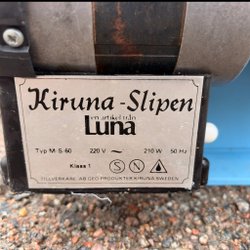 Kiruna-Slipen
en artikel från
Luna
Typ M S 60 220 V ~ 210 W 50 Hz
Klass 1 S N
TILLVERKARE AB GEO PRODUKTER KIRUNA SWEDEN